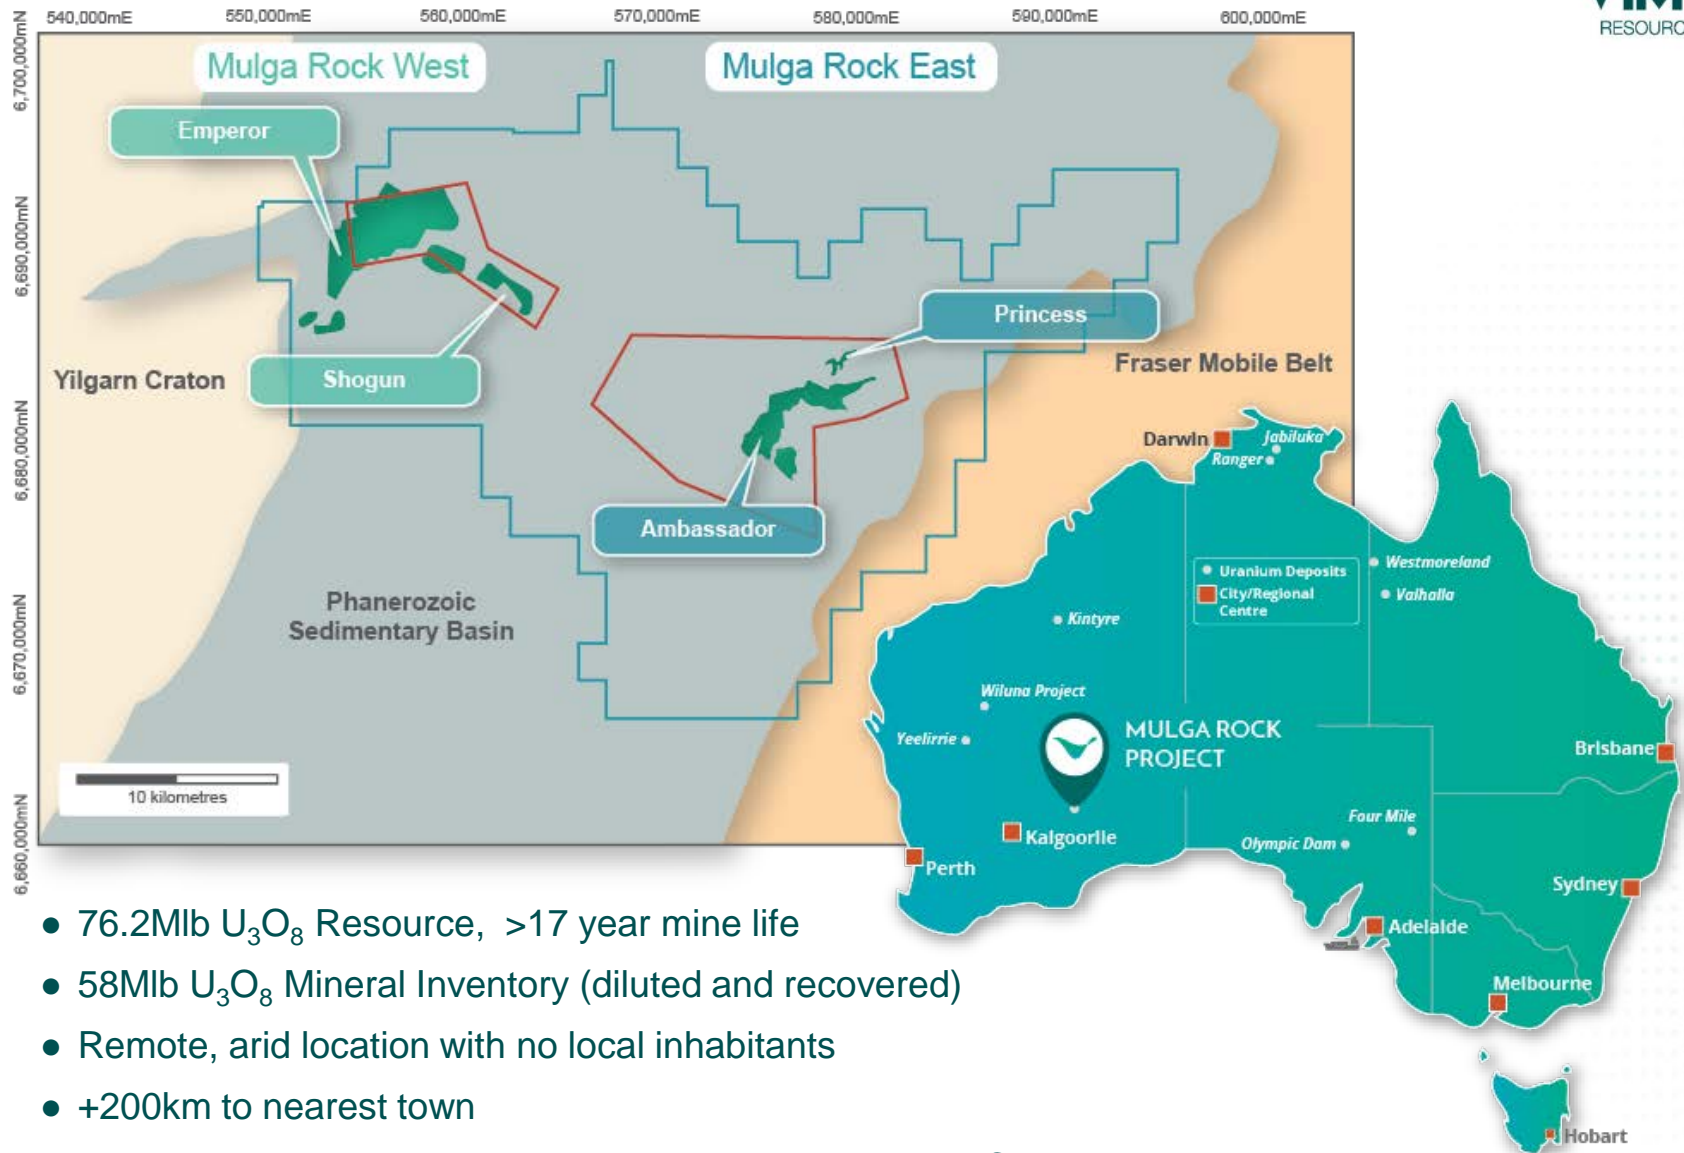 540,000mE 550,000mE 560,000mE 570,000mE 580,000mE 590,000mE 600,000mE
RESOURC
6,700,000mN
6,690,000mN
6,680,000mN
6,670,000mN
6,660,000mN
Mulga Rock West
Mulga Rock East
Emperor
Princess
Shogun
Yilgarn Craton
Fraser Mobile Belt
Ambassador
Phanerozoic
Sedimentary Basin
10 kilometres
Darwin
Jabiluka
Ranger
Uranium Deposits
City/Regional
Centre
Westmoreland
Valhalla
Kintyre
Wiluna Project
Yeelirrie
MULGA ROCK
PROJECT
Brisbane
Four Mile
Olympic Dam
Kalgoorlie
Perth
Sydney
Adelaide
Melbourne
Hobart
● 76.2Mlb U₃O₈ Resource, >17 year mine life
● 58Mlb U₃O₈ Mineral Inventory (diluted and recovered)
● Remote, arid location with no local inhabitants
● +200km to nearest town